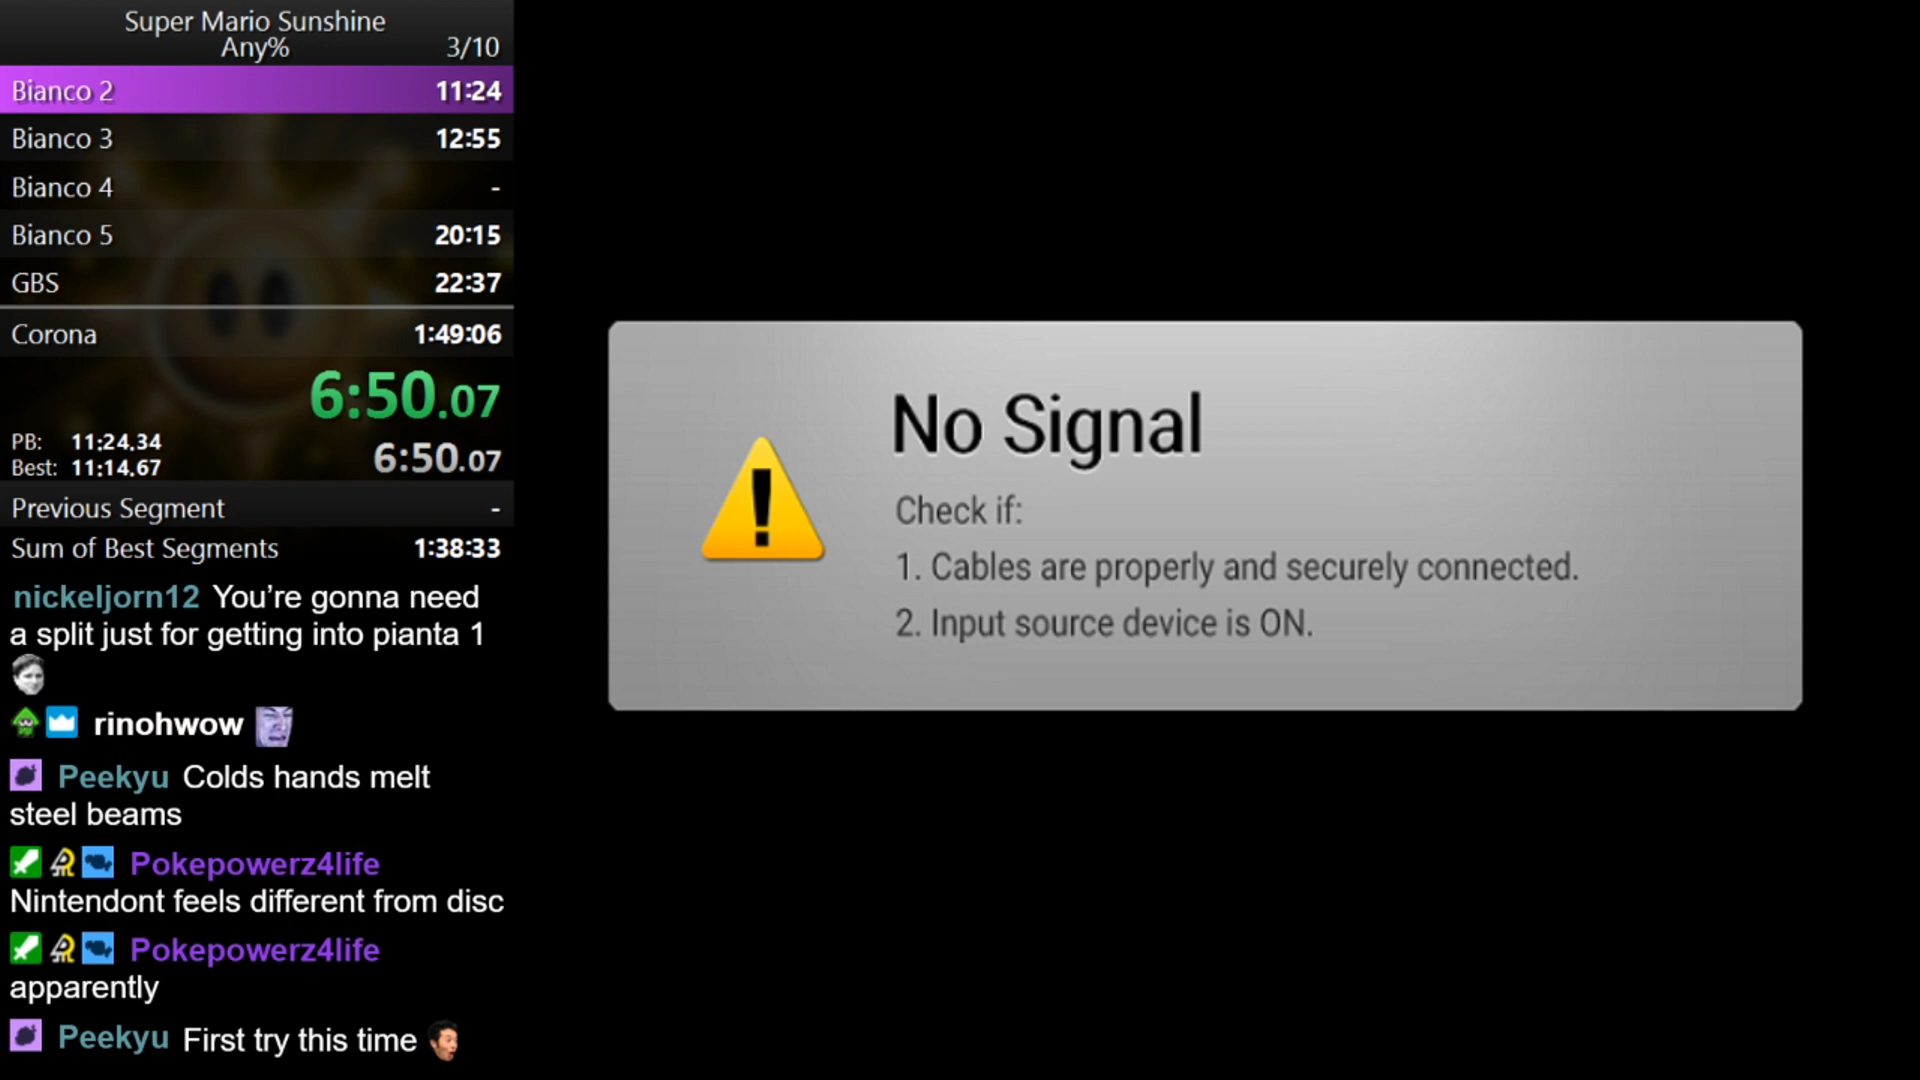 Super Mario Sunshine
Any% 3/10
Bianco 2 11:24
Bianco 3 12:55
Bianco 4 -
Bianco 5 20:15
GBS 22:37
Corona 1:49:06
6:50.07
PB: 11:24.34
Best: 11:14.67 6:50.07
Previous Segment -
Sum of Best Segments 1:38:33
nickeljorn12 You’re gonna need
a split just for getting into pianta 1
rinohwow
Peekyu Colds hands melt
steel beams
Pokepowerz4life
Nintendont feels different from disc
Pokepowerz4life
apparently
Peekyu First try this time
No Signal
Check if:
1. Cables are properly and securely connected.
2. Input source device is ON.